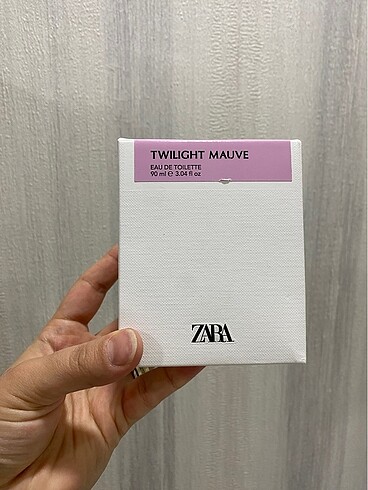 TWILIGHT MAUVE
EAU DE TOILETTE
90 ml ℮ 3.04 fl oz
ZARA